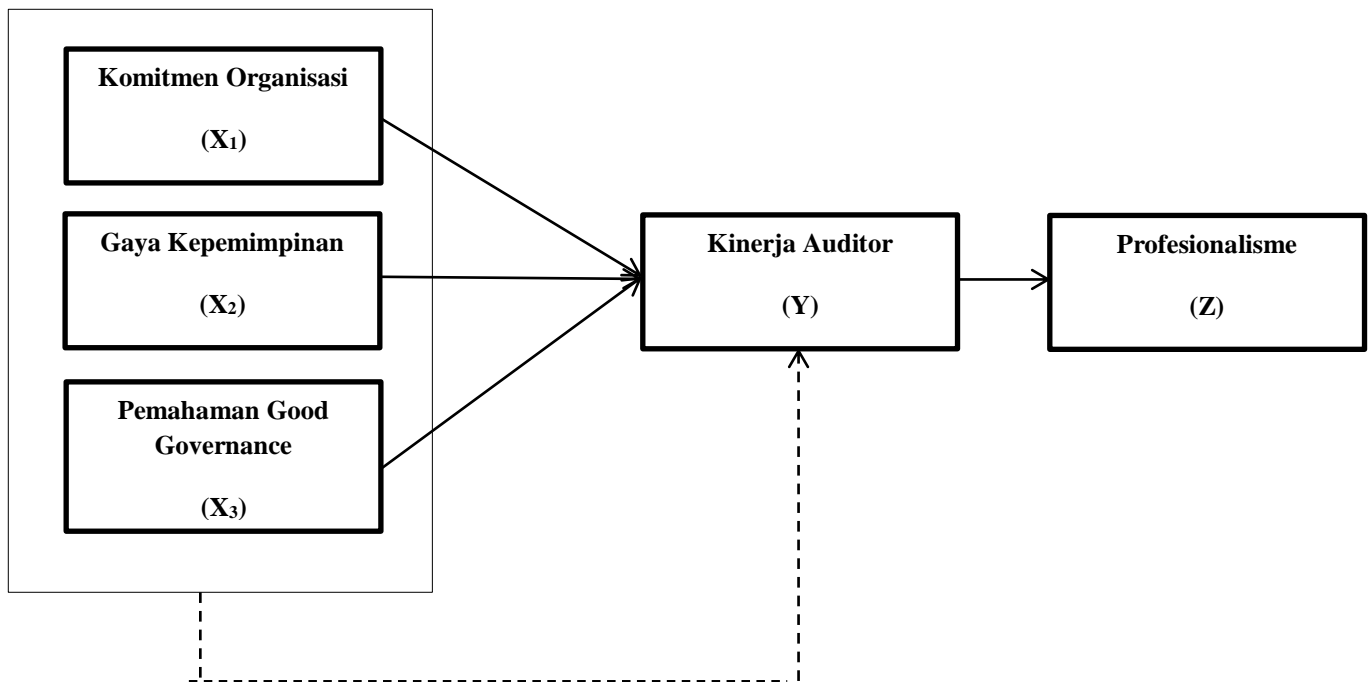 Komitmen Organisasi
(X₁)
Gaya Kepemimpinan
(X₂)
Pemahaman Good
Governance
(X₃)
Kinerja Auditor
(Y)
Profesionalisme
(Z)